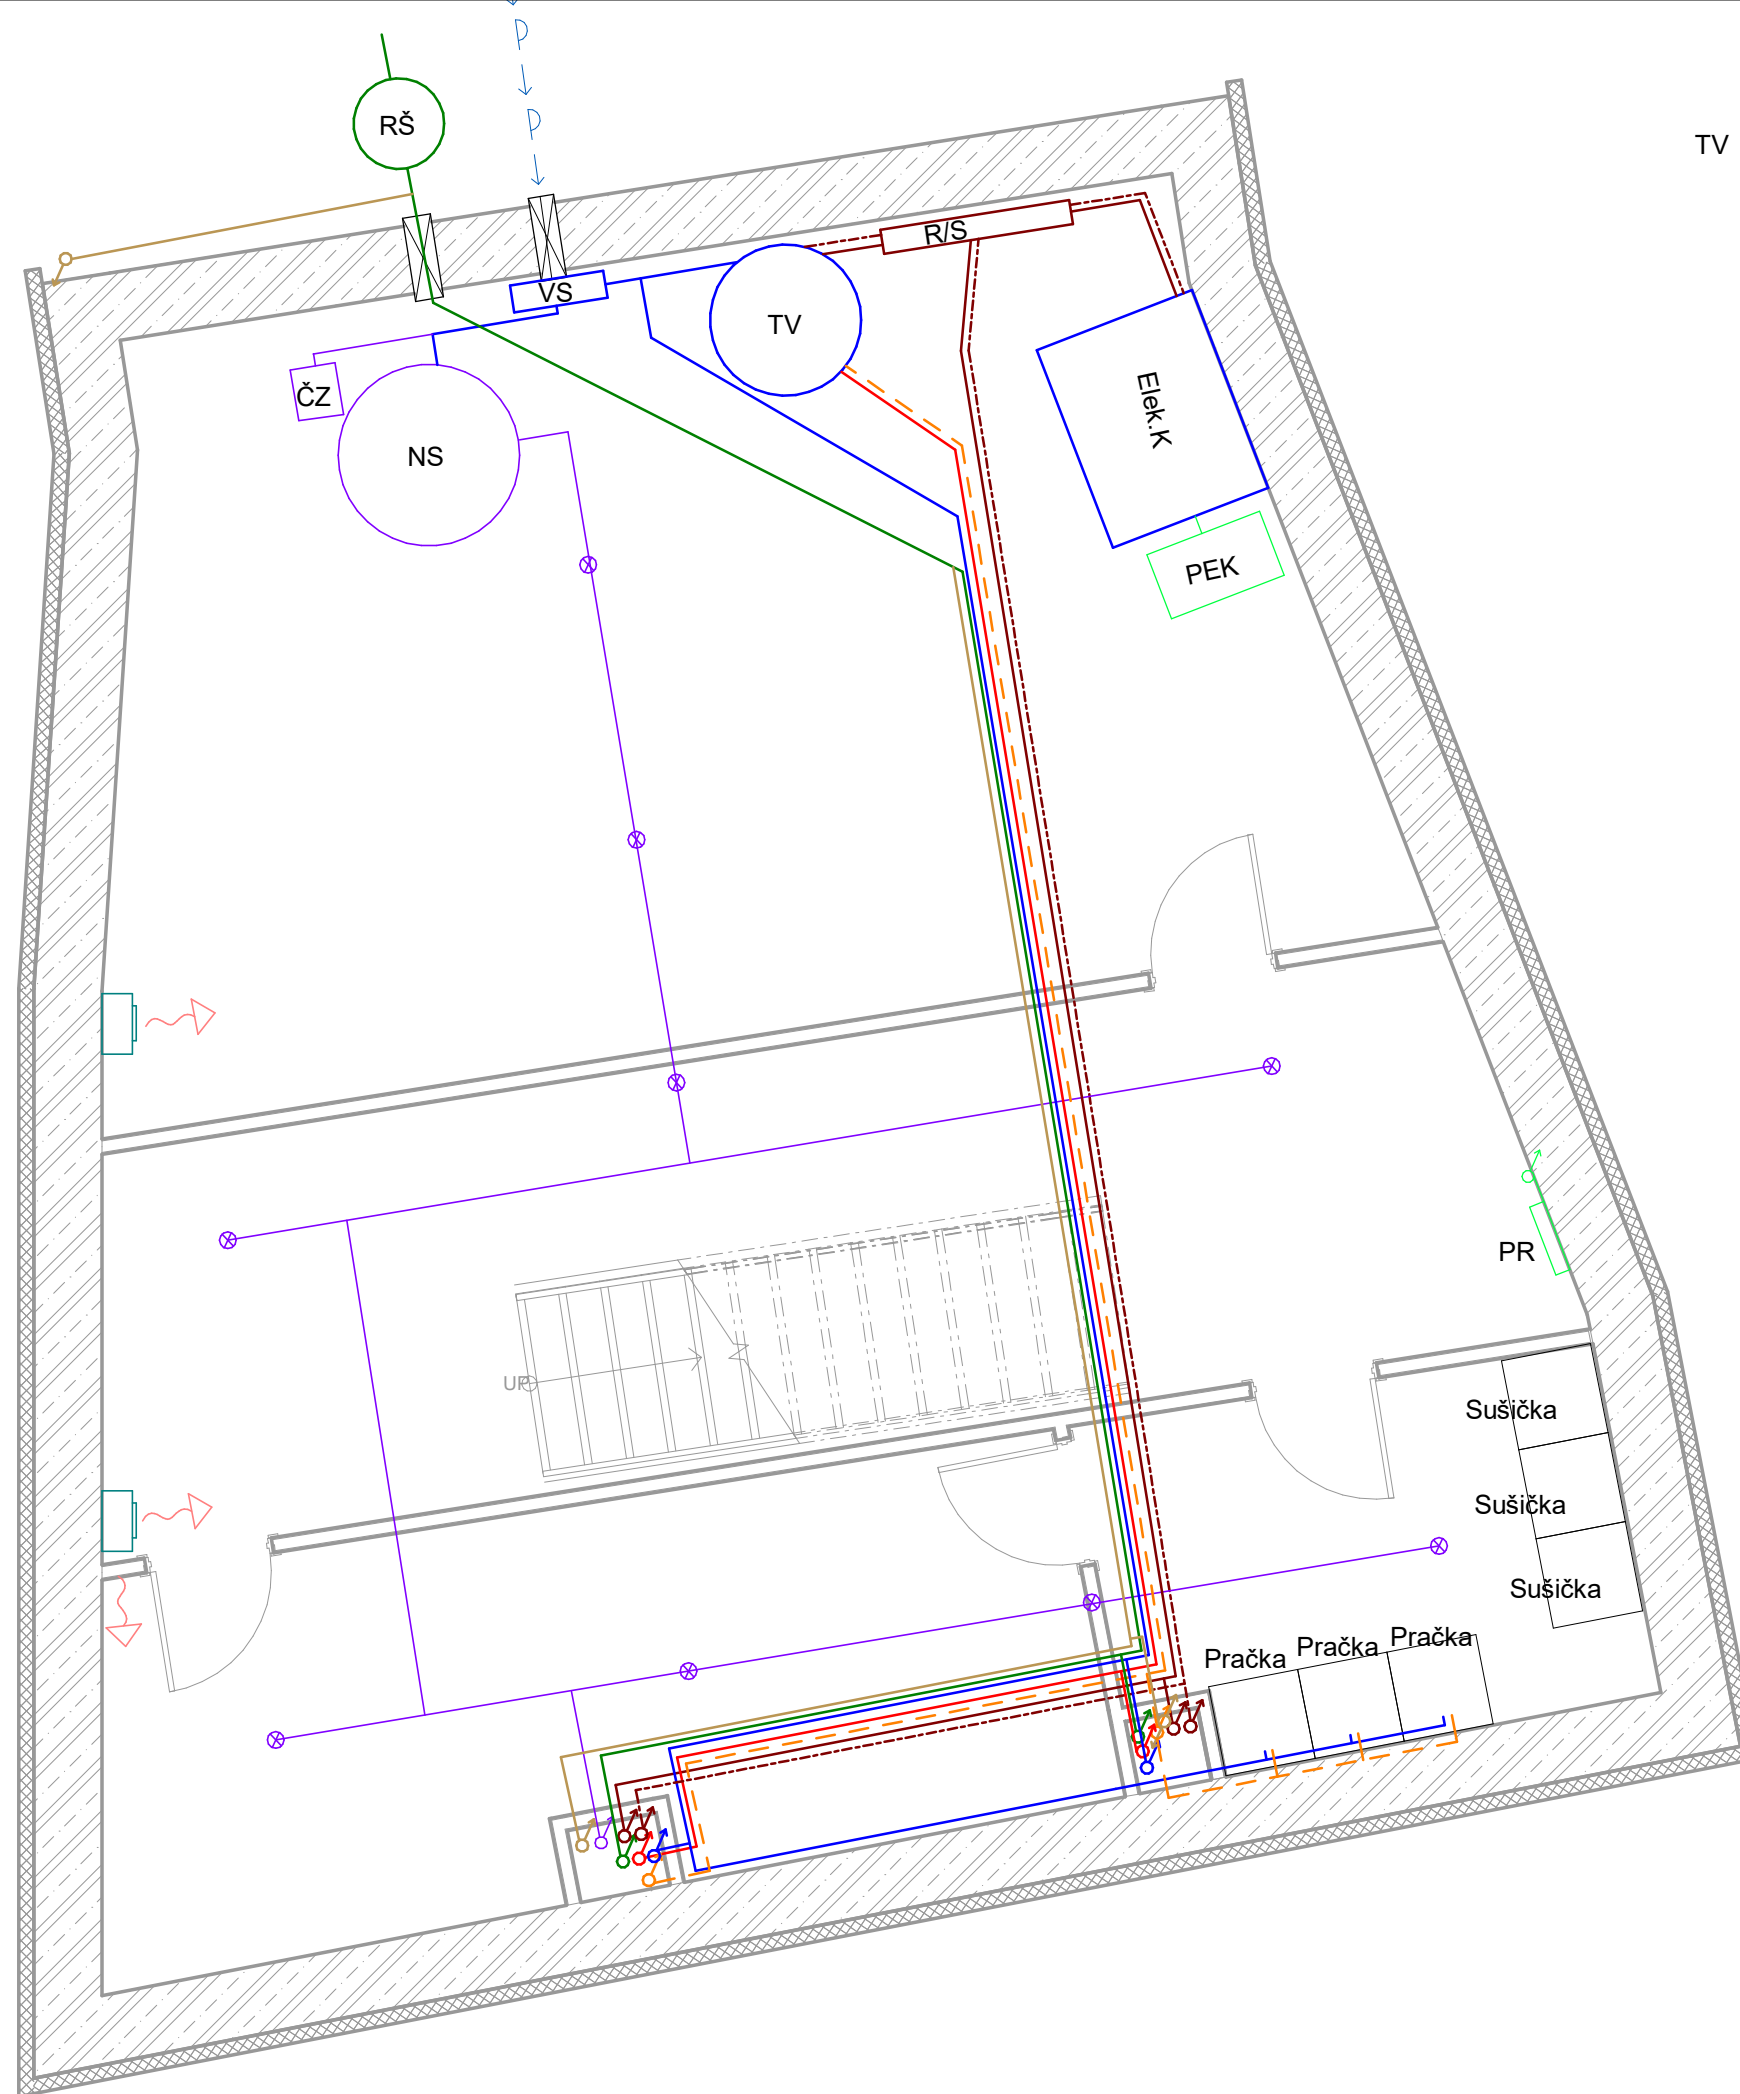 RŠ
TV
R/S
VS
TV
ČZ
NS
Elek.K
PEK
PR
UP
Sušička
Sušička
Sušička
Pračka
Pračka
Pračka